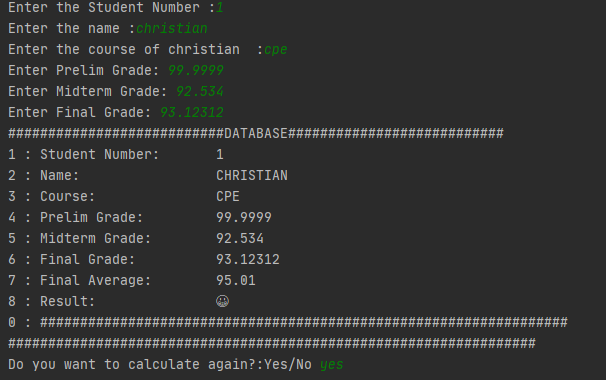 Enter the Student Number :1
Enter the name :christian
Enter the course of christian  :cpe
Enter Prelim Grade: 99.9999
Enter Midterm Grade: 92.534
Enter Final Grade: 93.12312
###########################DATABASE###########################
1 : Student Number:       1
2 : Name:                 CHRISTIAN
3 : Course:               CPE
4 : Prelim Grade:         99.9999
5 : Midterm Grade:        92.534
6 : Final Grade:          93.12312
7 : Final Average:        95.01
8 : Result:               😀
0 : ##################################################################
##################################################################
Do you want to calculate again?:Yes/No yes